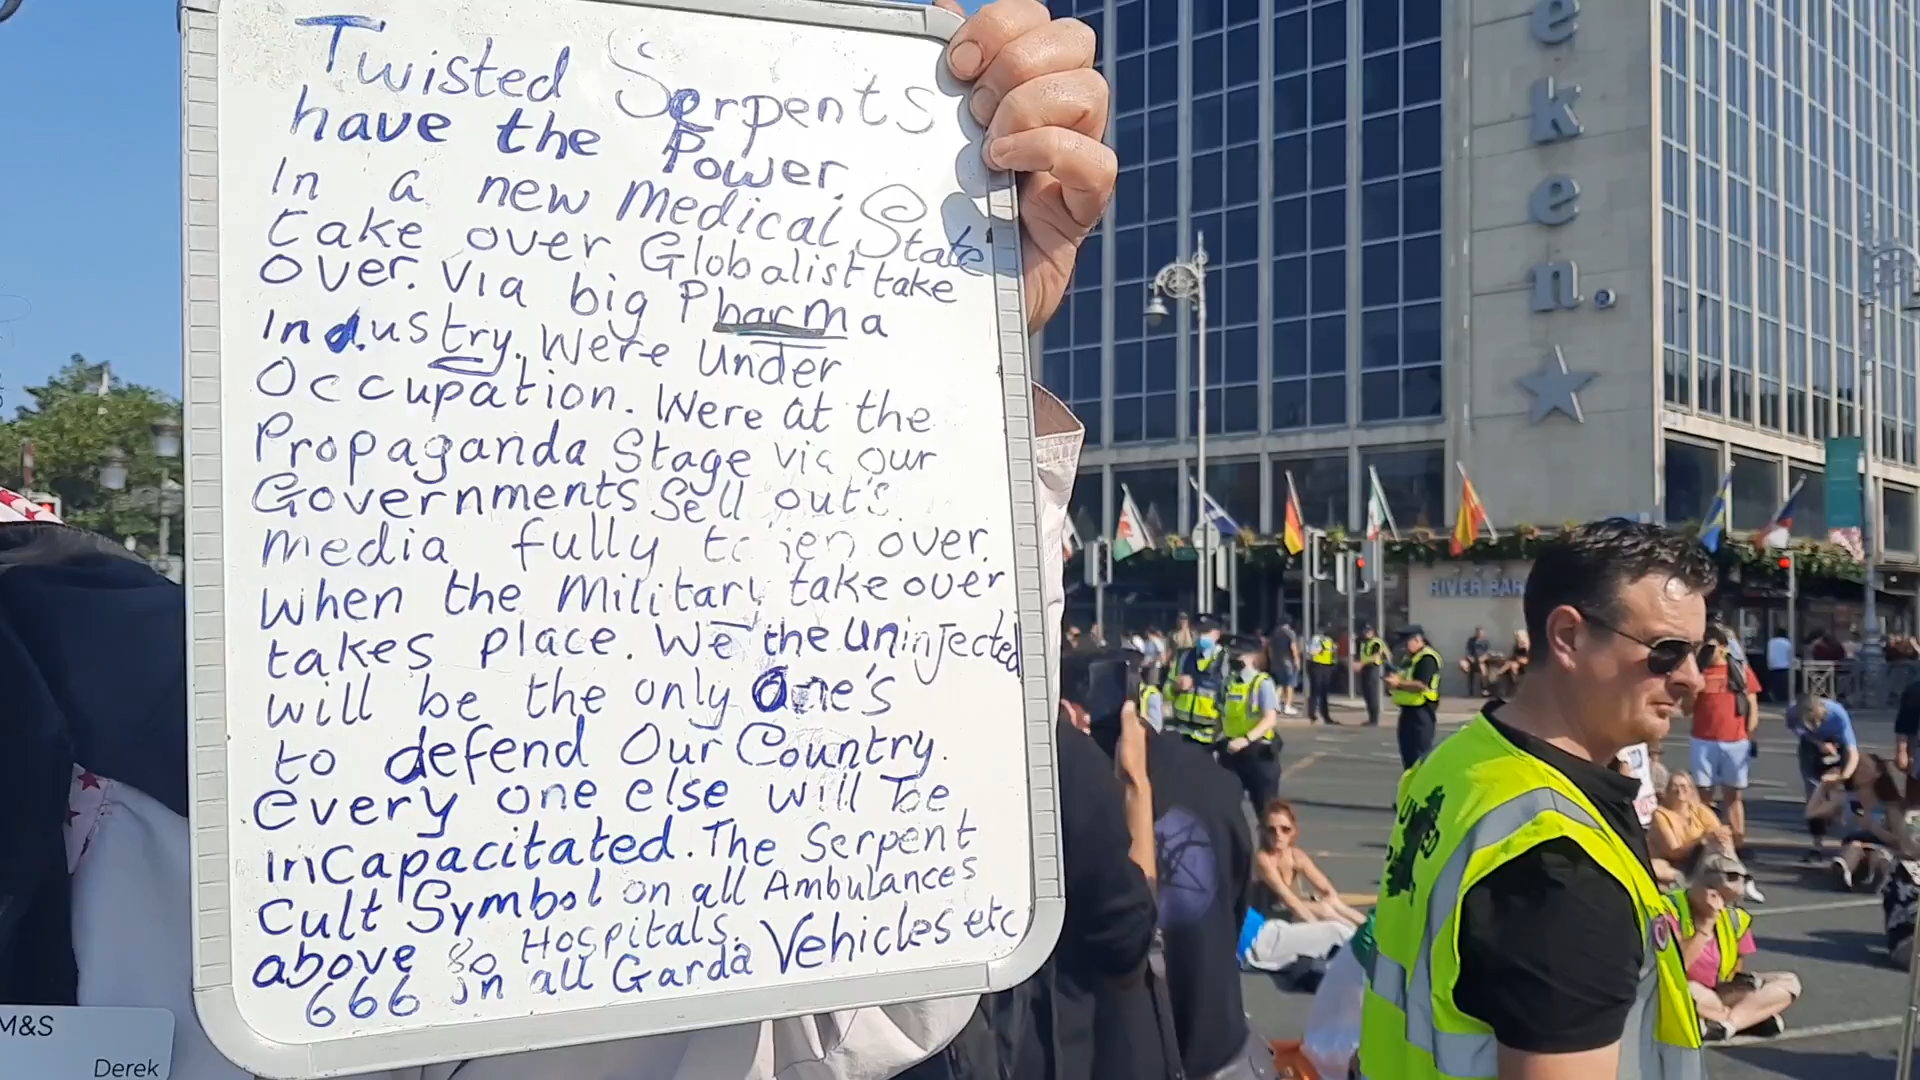 Twisted Serpents
have the Power.
In a new Medical State
take over Globalist take
over. Via big Pharma
Industry. Were Under
Occupation. Were at the
Propaganda Stage via our
Governments Sell out's
media fully over.
When the Military take over
takes place. We the Uninjected
will be the only One's
to defend Our Country.
every one else will be
incapacitated. The Serpent
Cult Symbol on all Ambulances
above so Hospitals.
666 on all Garda Vehicles etc
eken.
RIVER BAR
M&S
Derek